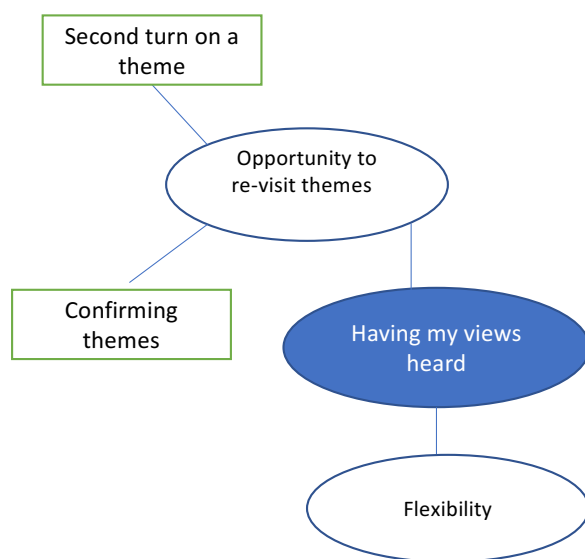 Second turn on a
theme
Opportunity to
re-visit themes
Confirming
themes
Having my views
heard
Flexibility